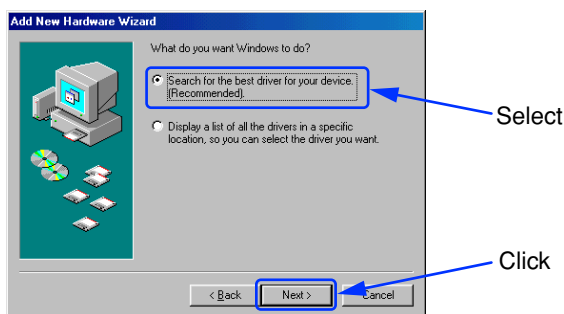 Add New Hardware Wizard
What do you want Windows to do?
Search for the best driver for your device.
(Recommended).
Select
Display a list of all the drivers in a specific
location, so you can select the driver you want.
Click
< Back
Next >
Cancel